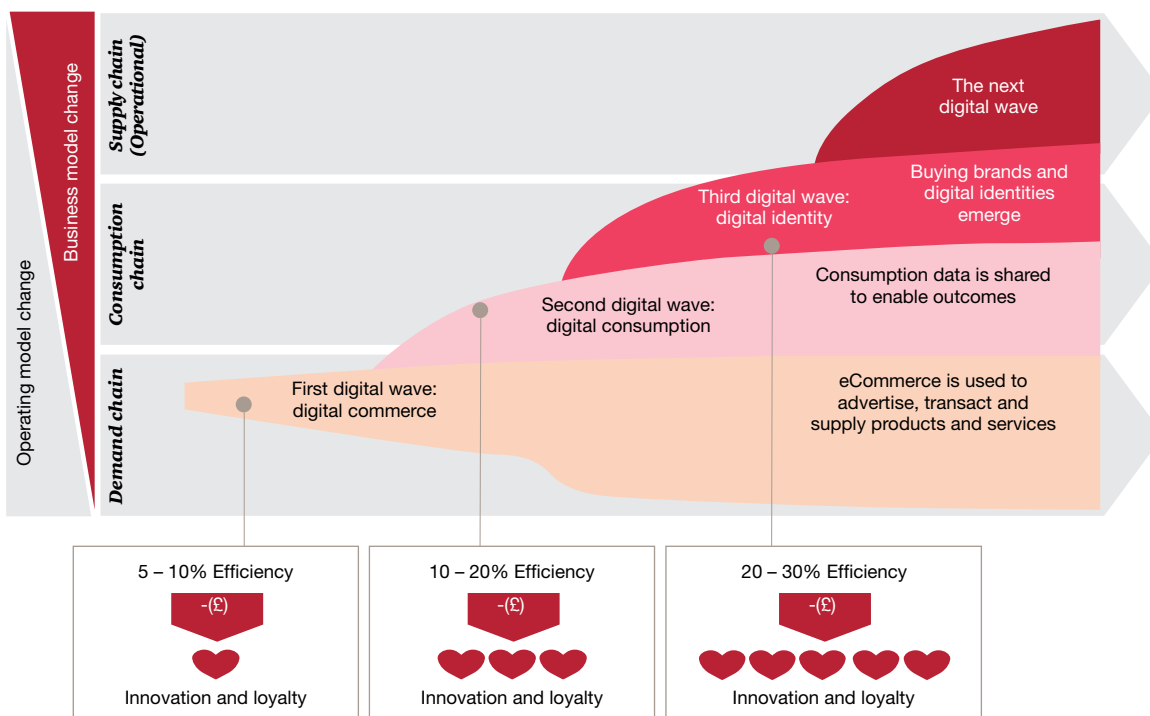 Operating model change
Business model change
Supply chain
(Operational)
Consumption
chain
Demand chain
The next
digital wave
Third digital wave:
digital identity
Buying brands and
digital identities
emerge
Second digital wave:
digital consumption
Consumption data is shared
to enable outcomes
First digital wave:
digital commerce
eCommerce is used to
advertise, transact and
supply products and services
5 – 10% Efficiency
-(£)
Innovation and loyalty
10 – 20% Efficiency
-(£)
Innovation and loyalty
20 – 30% Efficiency
-(£)
Innovation and loyalty